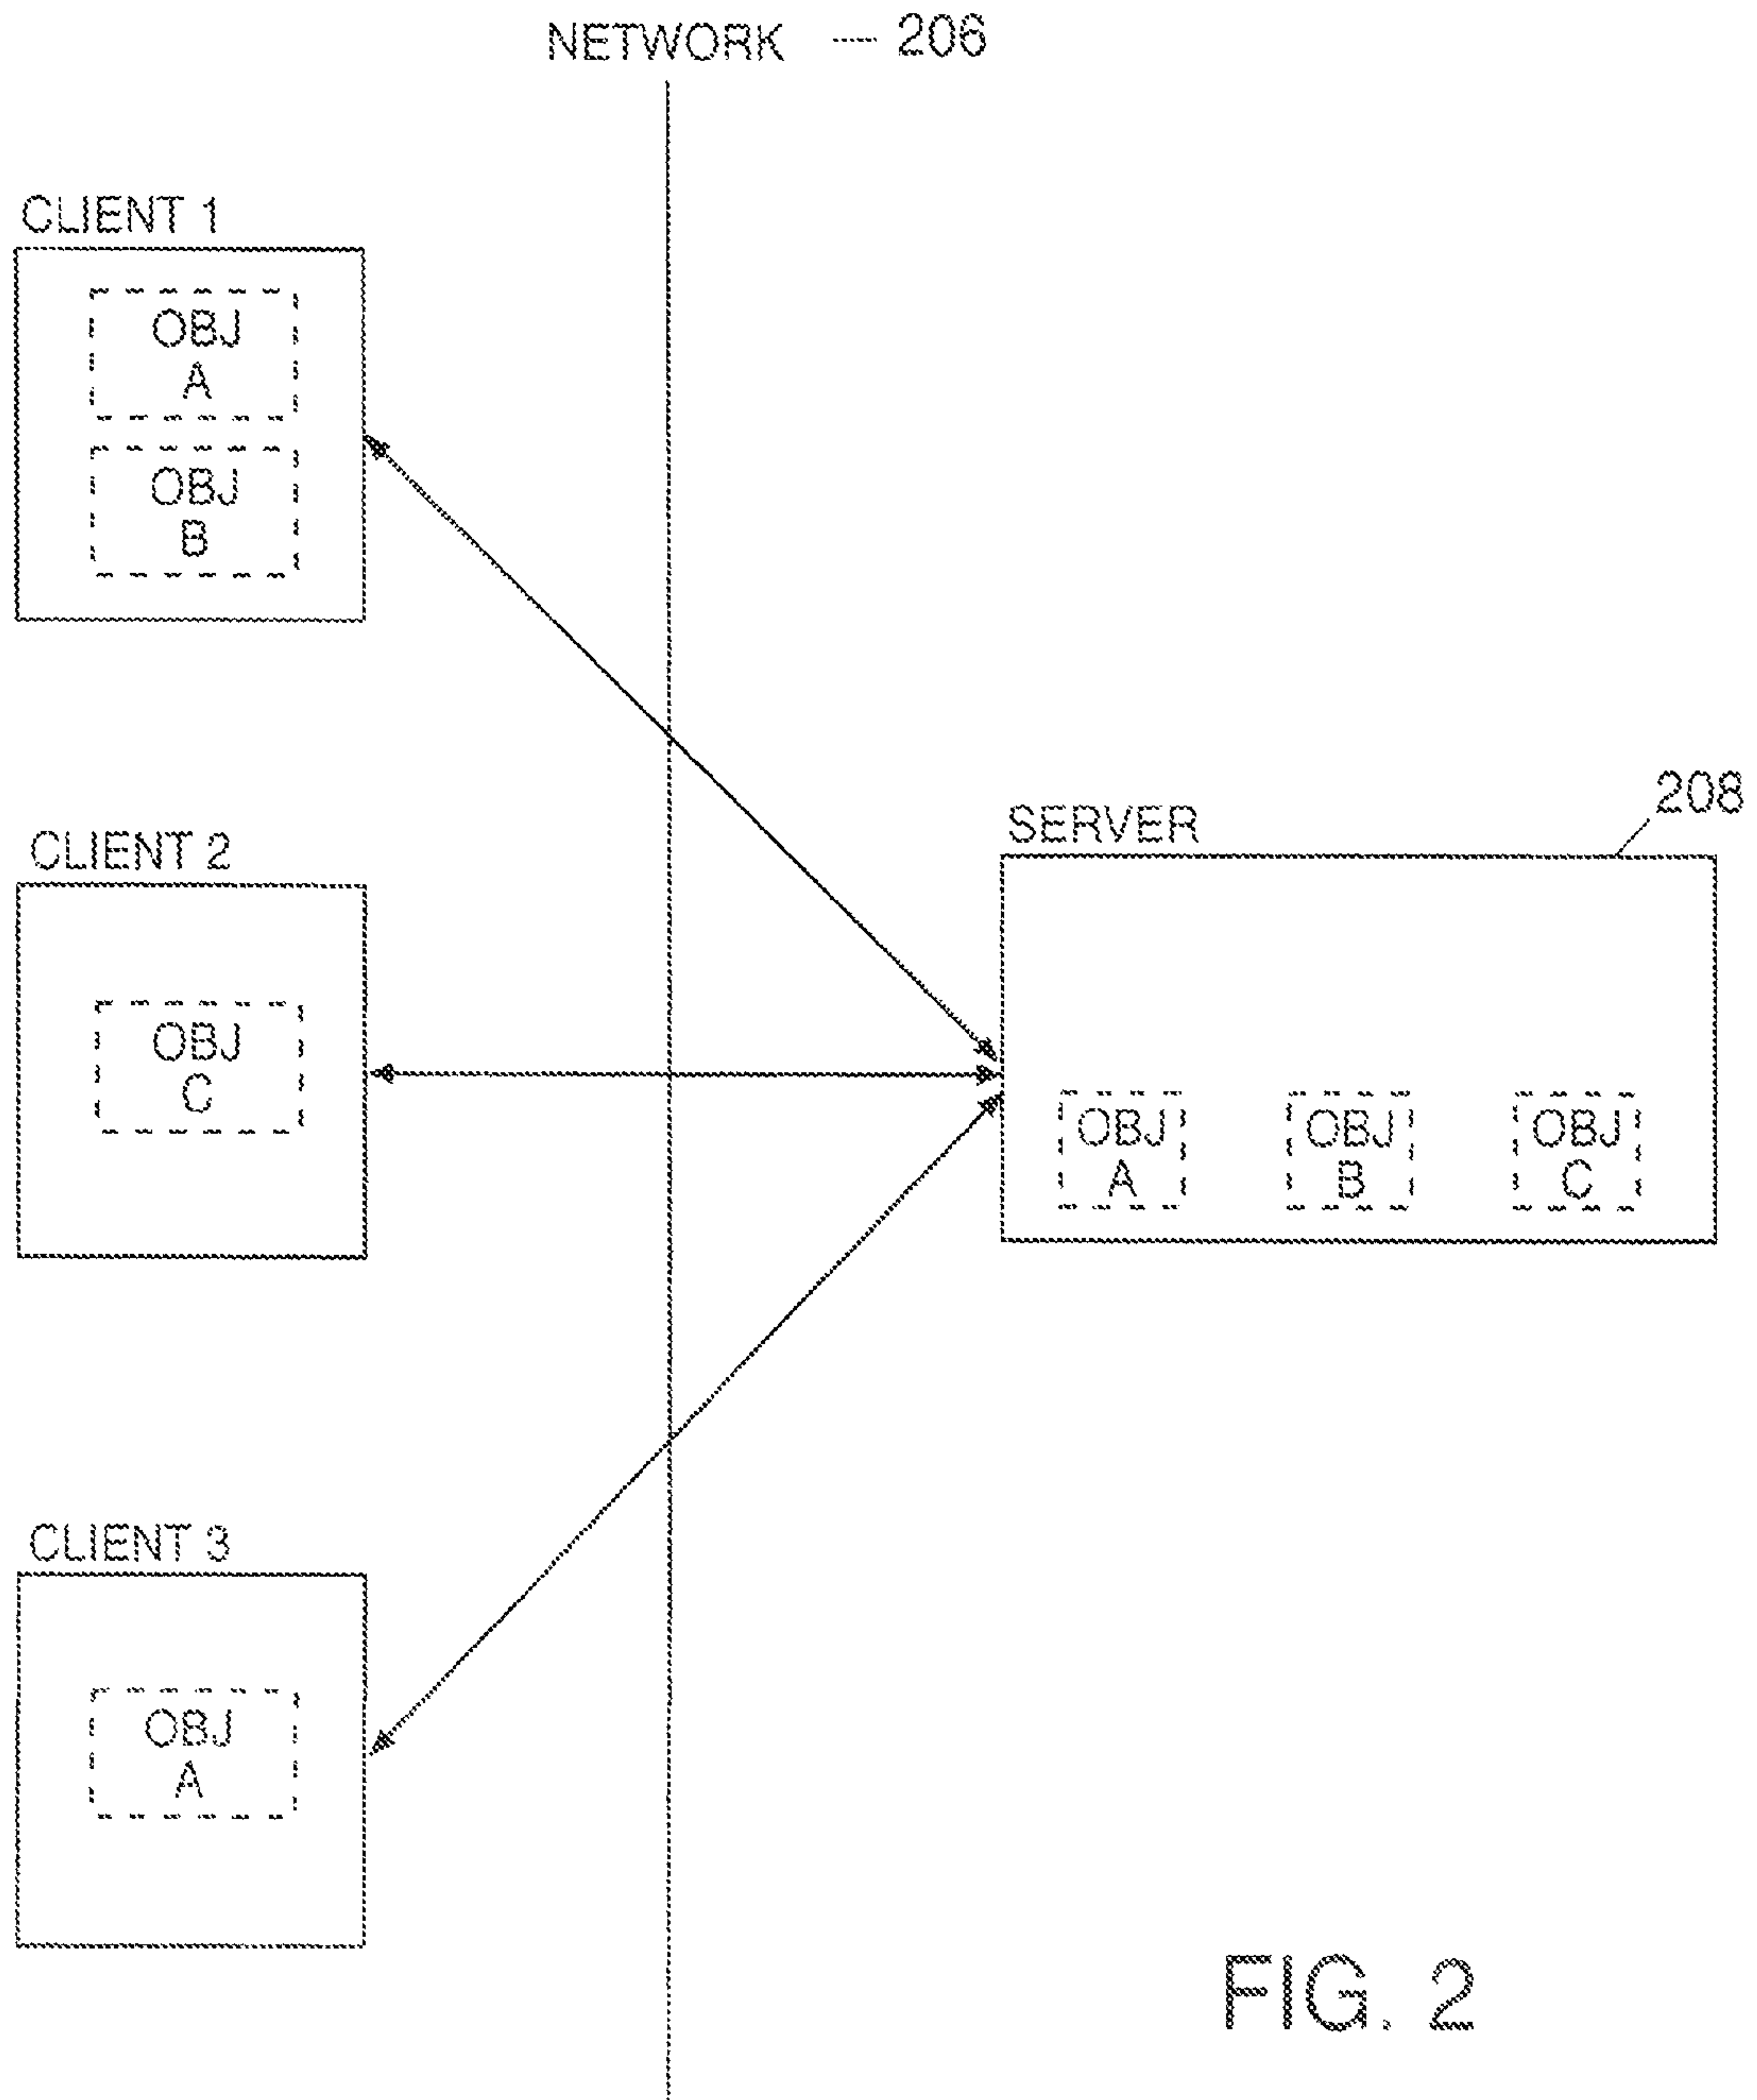 NETWORK — 206
CLIENT 1
OBJ
A
OBJ
B
CLIENT 2
OBJ
C
208
SERVER
OBJ
A
OBJ
B
OBJ
C
CLIENT 3
OBJ
A
FIG. 2